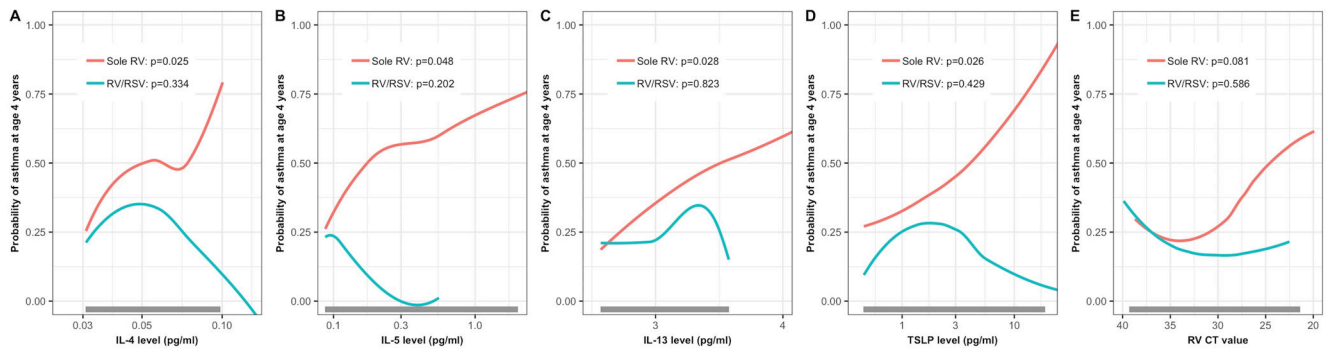 A
Probability of asthma at age 4 years
1.00
0.75
0.50
0.25
0.00
Sole RV: p=0.025
RV/RSV: p=0.334
0.03 0.05 0.10
IL-4 level (pg/ml)
B
Probability of asthma at age 4 years
1.00
0.75
0.50
0.25
0.00
Sole RV: p=0.048
RV/RSV: p=0.202
0.1 0.3 1.0
IL-5 level (pg/ml)
C
Probability of asthma at age 4 years
1.00
0.75
0.50
0.25
0.00
Sole RV: p=0.028
RV/RSV: p=0.823
3 4
IL-13 level (pg/ml)
D
Probability of asthma at age 4 years
1.00
0.75
0.50
0.25
0.00
Sole RV: p=0.026
RV/RSV: p=0.429
1 3 10
TSLP level (pg/ml)
E
Probability of asthma at age 4 years
1.00
0.75
0.50
0.25
0.00
Sole RV: p=0.081
RV/RSV: p=0.586
40 35 30 25 20
RV CT value